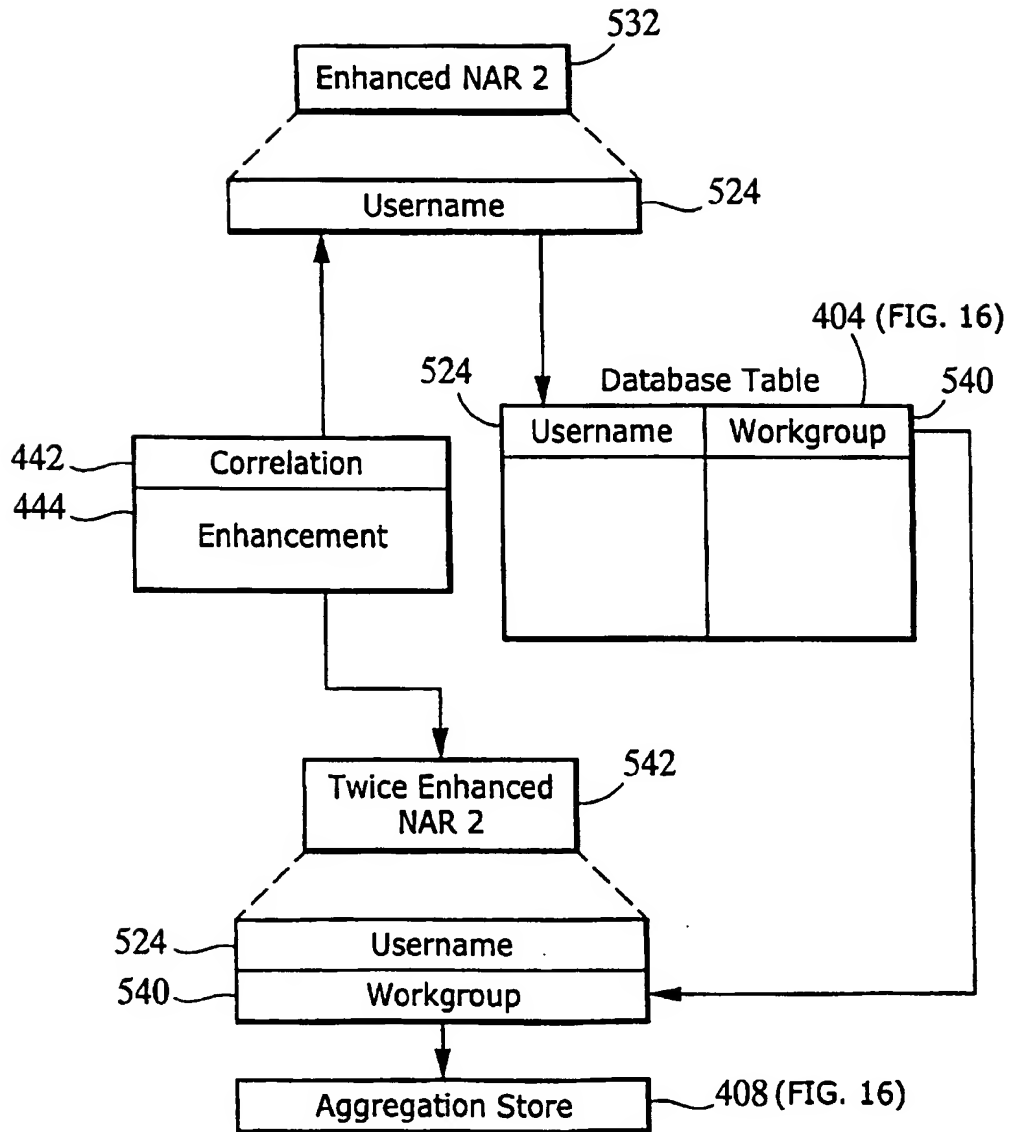 532
Enhanced NAR 2
Username
524
404 (FIG. 16)
524
Database Table
540
Username
Workgroup
442
Correlation
444
Enhancement
Twice Enhanced
NAR 2
542
524
Username
540
Workgroup
Aggregation Store
408 (FIG. 16)